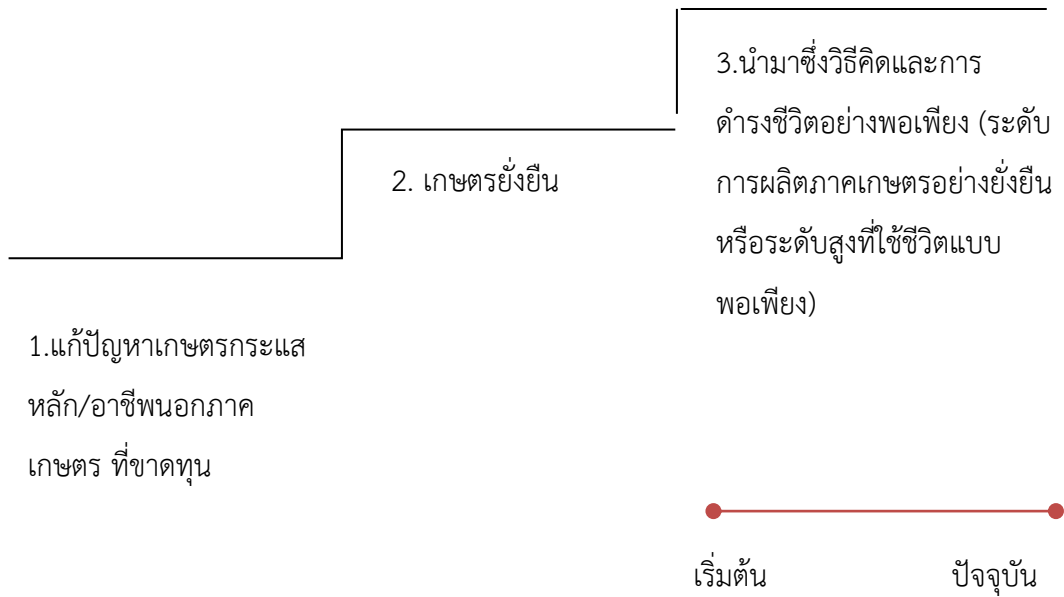 3.นำมาซึ่งวิธีคิดและการ
ดำรงชีวิตอย่างพอเพียง (ระดับ
การผลิตภาคเกษตรอย่างยั่งยืน
หรือระดับสูงที่ใช้ชีวิตแบบ
พอเพียง)
2. เกษตรยั่งยืน
1.แก้ปัญหาเกษตรกระแส
หลัก/อาชีพนอกภาค
เกษตร ที่ขาดทุน
เริ่มต้น ปัจจุบัน